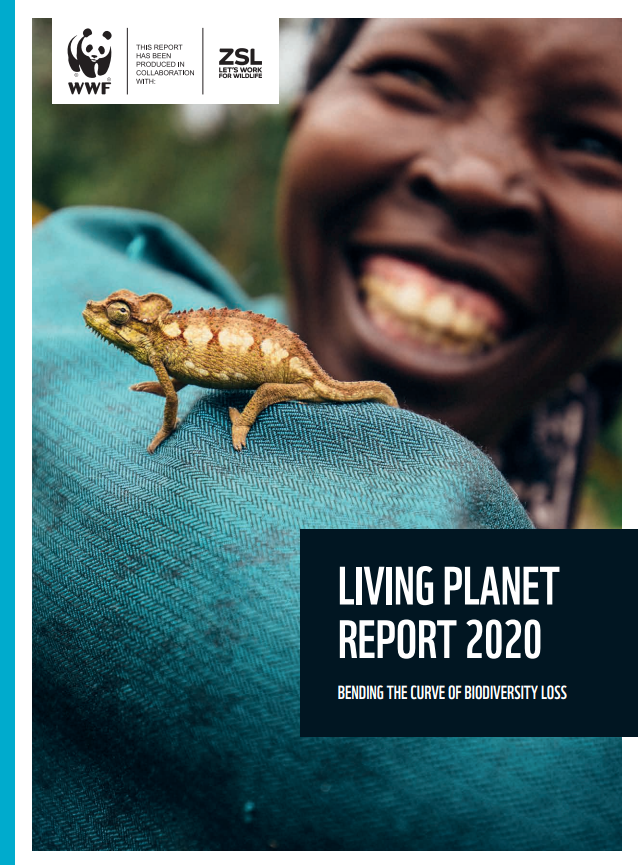 WWF
THIS REPORT
HAS BEEN
PRODUCED IN
COLLABORATION
WITH:
ZSL
LET'S WORK
FOR WILDLIFE
LIVING PLANET
REPORT 2020
BENDING THE CURVE OF BIODIVERSITY LOSS